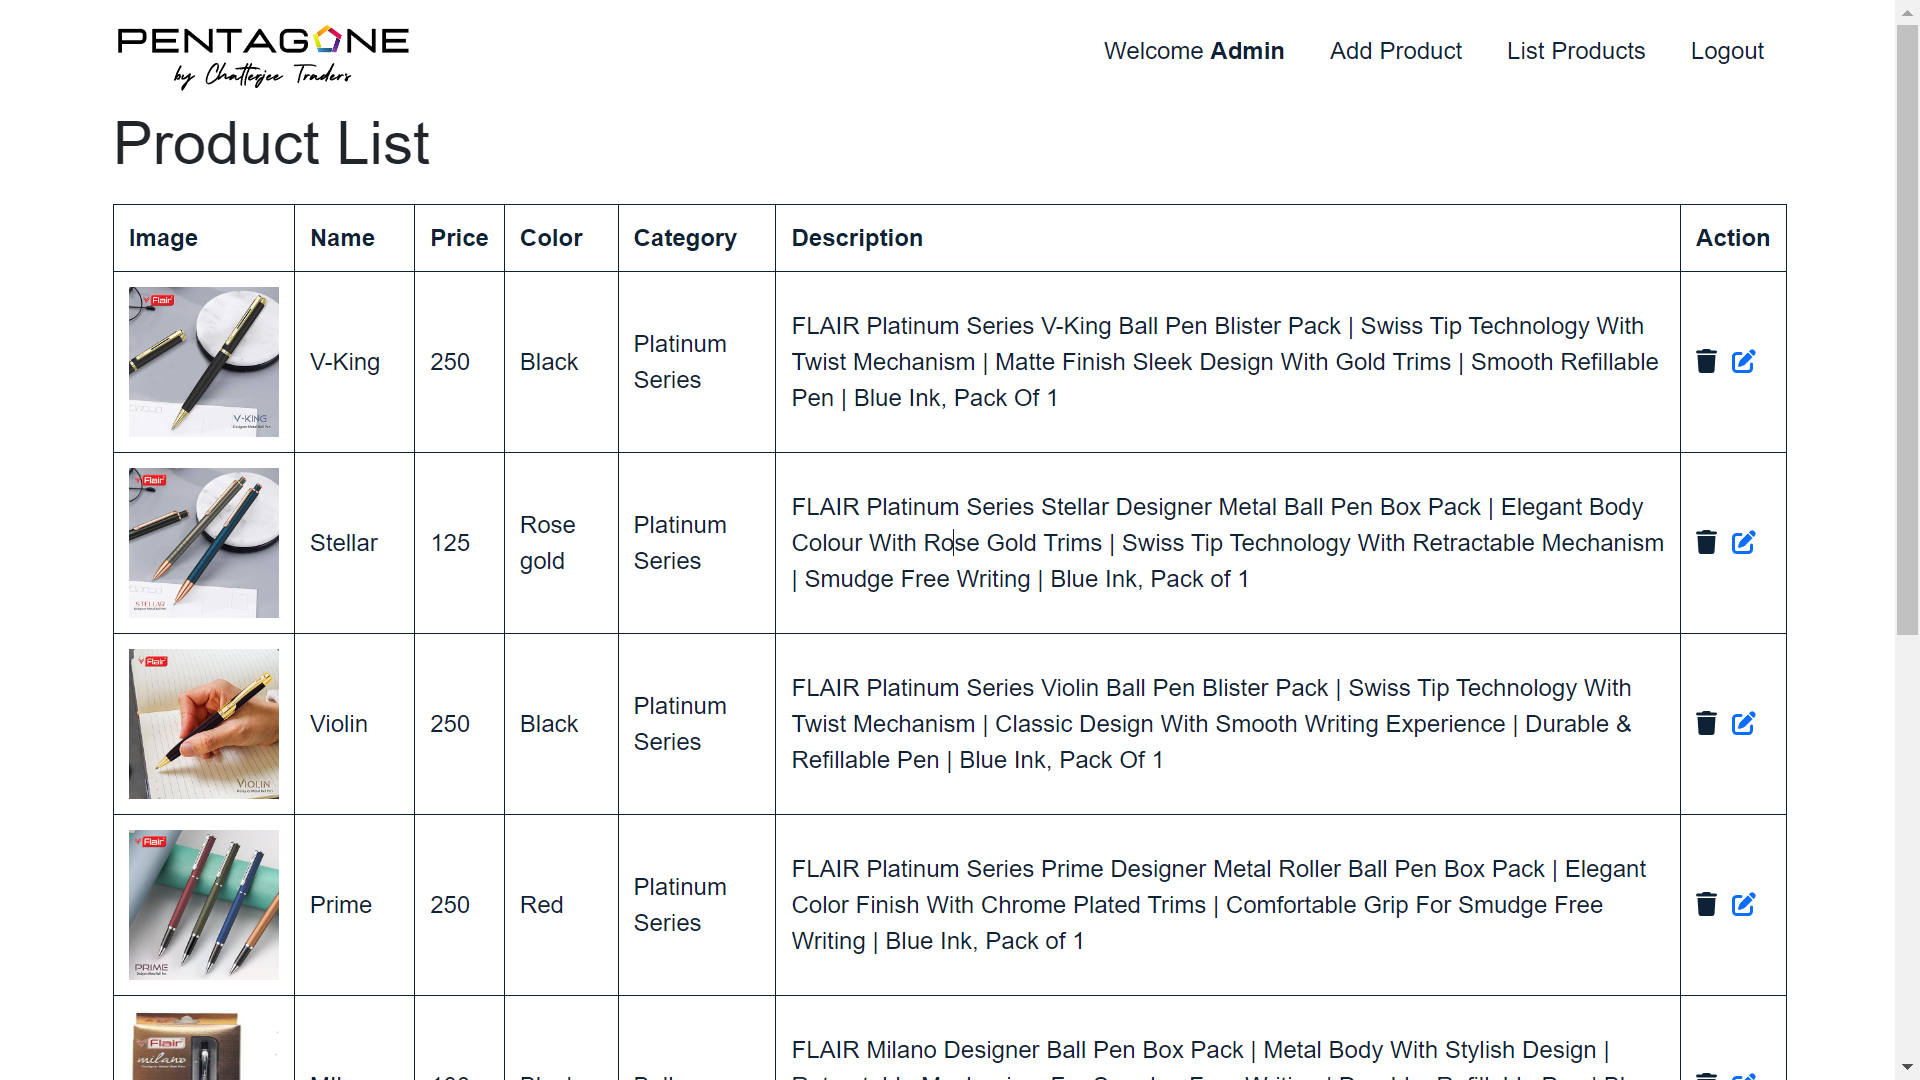 PENTAGONE
by Chatterjee Traders
Welcome Admin
Add Product
List Products
Logout
Product List
Image
Name
Price
Color
Category
Description
Action
Flair
V-KING
V-King
250
Black
Platinum
Series
FLAIR Platinum Series V-King Ball Pen Blister Pack | Swiss Tip Technology With
Twist Mechanism | Matte Finish Sleek Design With Gold Trims | Smooth Refillable
Pen | Blue Ink, Pack Of 1
Flair
STELLAR
Stellar
125
Rose
gold
Platinum
Series
FLAIR Platinum Series Stellar Designer Metal Ball Pen Box Pack | Elegant Body
Colour With Rose Gold Trims | Swiss Tip Technology With Retractable Mechanism
| Smudge Free Writing | Blue Ink, Pack of 1
Flair
VIOLIN
Violin
250
Black
Platinum
Series
FLAIR Platinum Series Violin Ball Pen Blister Pack | Swiss Tip Technology With
Twist Mechanism | Classic Design With Smooth Writing Experience | Durable &
Refillable Pen | Blue Ink, Pack Of 1
Flair
PRIME
Prime
250
Red
Platinum
Series
FLAIR Platinum Series Prime Designer Metal Roller Ball Pen Box Pack | Elegant
Color Finish With Chrome Plated Trims | Comfortable Grip For Smudge Free
Writing | Blue Ink, Pack of 1
Flair
milano
FLAIR Milano Designer Ball Pen Box Pack | Metal Body With Stylish Design |